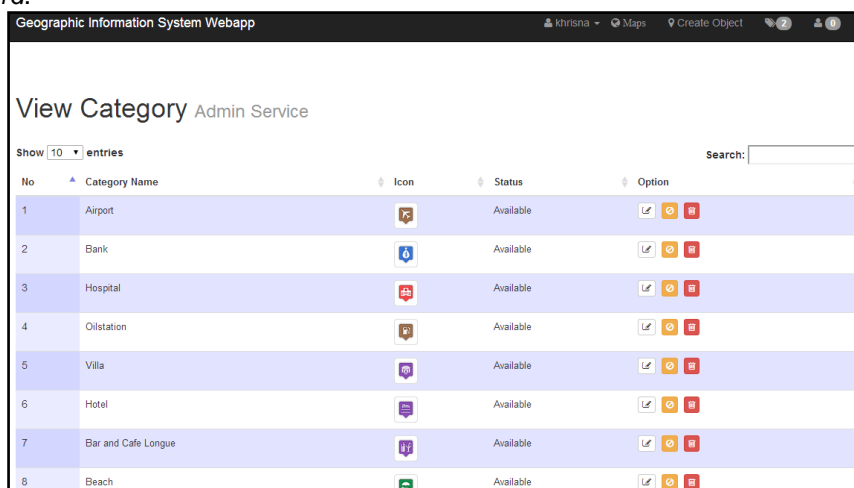 rd.
Geographic Information System Webapp khrisna Maps Create Object 2 0
View Category Admin Service
Show 10 entries Search:
No Category Name Icon Status Option
1 Airport Available
2 Bank Available
3 Hospital Available
4 Oilstation Available
5 Villa Available
6 Hotel Available
7 Bar and Cafe Longue Available
8 Beach Available